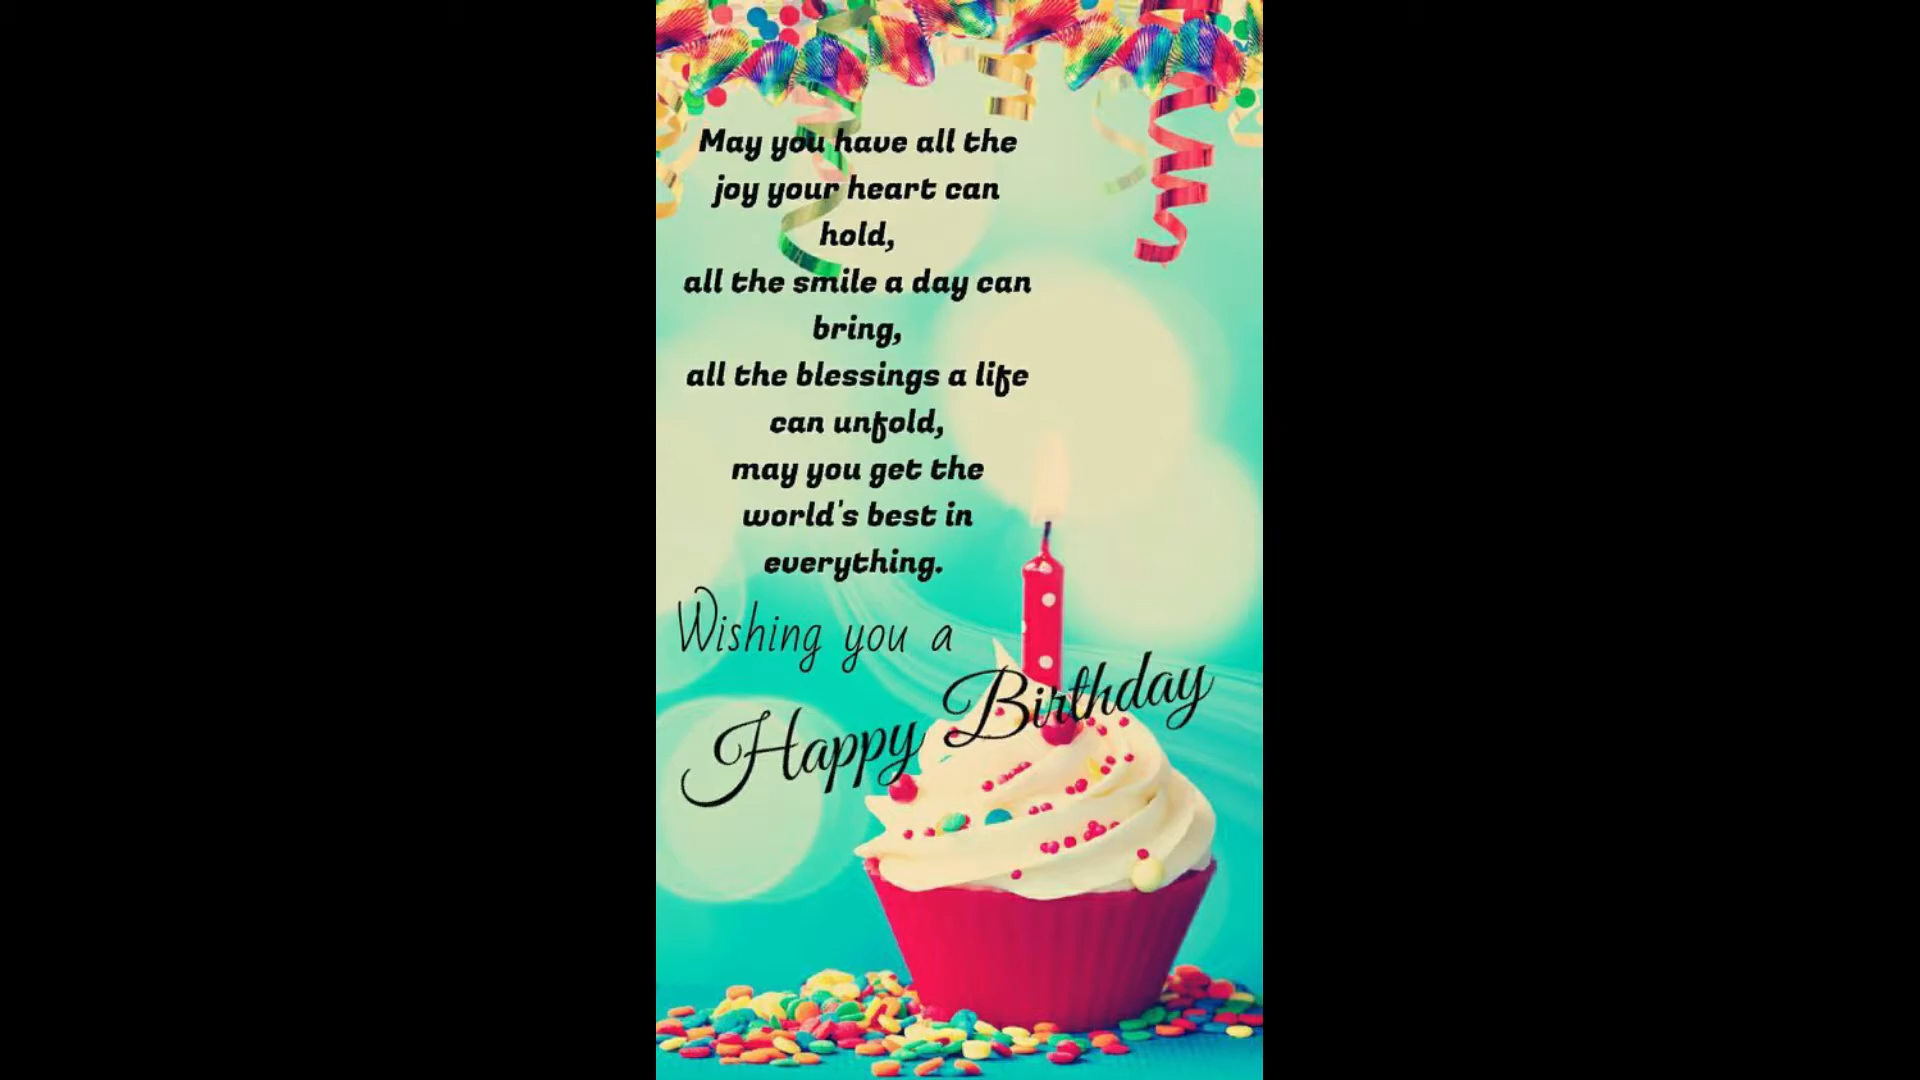 May you have all the
joy your heart can
hold,
all the smile a day can
bring,
all the blessings a life
can unfold,
may you get the
world's best in
everything.
Wishing you a
Happy Birthday